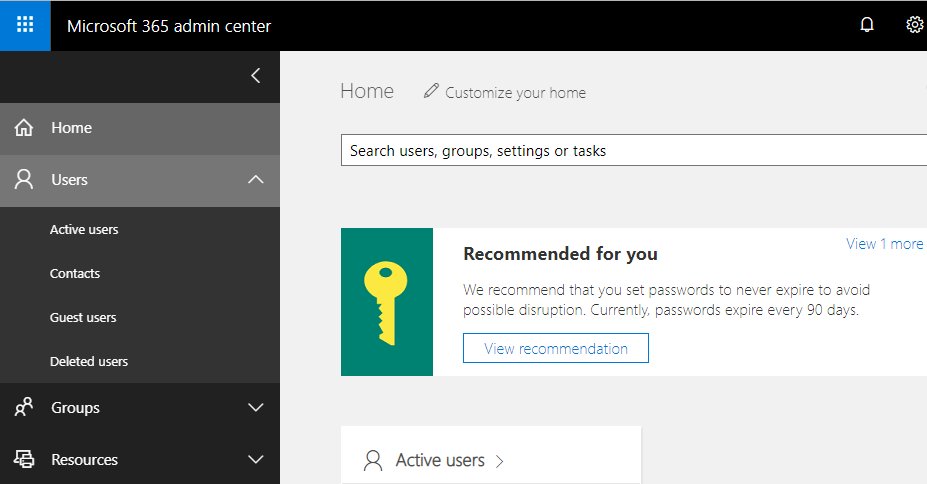 Microsoft 365 admin center
Home
Users
Active users
Contacts
Guest users
Deleted users
Groups
Resources
Home
Customize your home
Search users, groups, settings or tasks
Recommended for you
View 1 more
We recommend that you set passwords to never expire to avoid
possible disruption. Currently, passwords expire every 90 days.
View recommendation
Active users